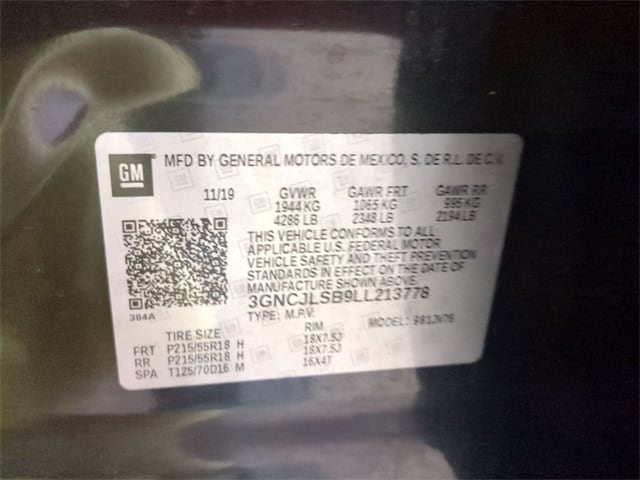 GM
MFD BY GENERAL MOTORS DE MEXICO, S. DE R.L. DE C.V.
11/19 GVWR GAWR FRT GAWR RR
1944 KG 1065 KG 995 KG
4286 LB 2348 LB 2194 LB
THIS VEHICLE CONFORMS TO ALL
APPLICABLE U.S. FEDERAL MOTOR
VEHICLE SAFETY AND THEFT PREVENTION
STANDARDS IN EFFECT ON THE DATE OF
MANUFACTURE SHOWN ABOVE.
3GNCJLSB9LL213778
384A
TYPE: M.P.V. MODEL: 981JV76
TIRE SIZE RIM
FRT P215/55R18 H 18X7.5J
RR P215/55R18 H 18X7.5J
SPA T125/70D16 M 16X4T